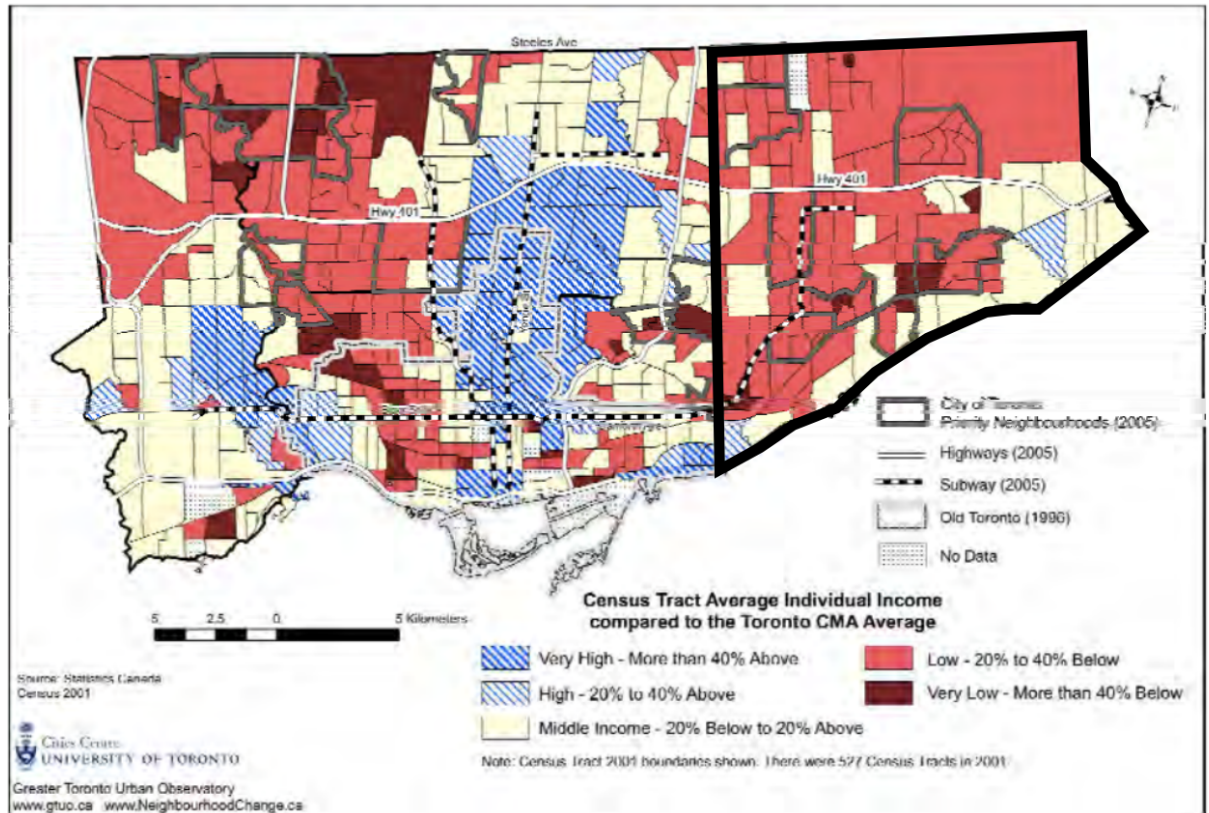 Steeles Ave
Hwy 401
Hwy 401
City of Toronto
Priority Neighbourhoods (2005)
Highways (2005)
Subway (2005)
Old Toronto (1996)
No Data
5 2.5 0 5 Kilometers
Census Tract Average Individual Income
compared to the Toronto CMA Average
Very High - More than 40% Above
Low - 20% to 40% Below
High - 20% to 40% Above
Very Low - More than 40% Below
Middle Income - 20% Below to 20% Above
Note: Census Tract 2001 boundaries shown. There were 527 Census Tracts in 2001.
Source: Statistics Canada
Census 2001
Cities Centre
UNIVERSITY OF TORONTO
Greater Toronto Urban Observatory
www.gtuo.ca www.NeighbourhoodChange.ca